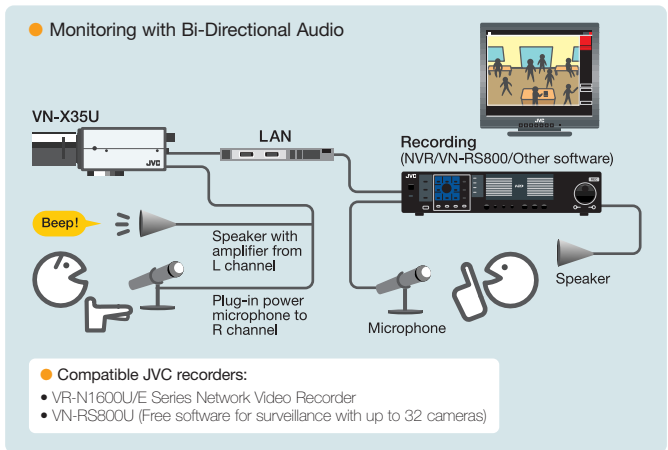 Monitoring with Bi-Directional Audio
VN-X35U
JVC
LAN
JVC
Recording
(NVR/VN-RS800/Other software)
JVC
Beep!
Speaker with
amplifier from
L channel
Plug-in power
microphone to
R channel
Microphone
Speaker
Compatible JVC recorders:
• VR-N1600U/E Series Network Video Recorder
• VN-RS800U (Free software for surveillance with up to 32 cameras)